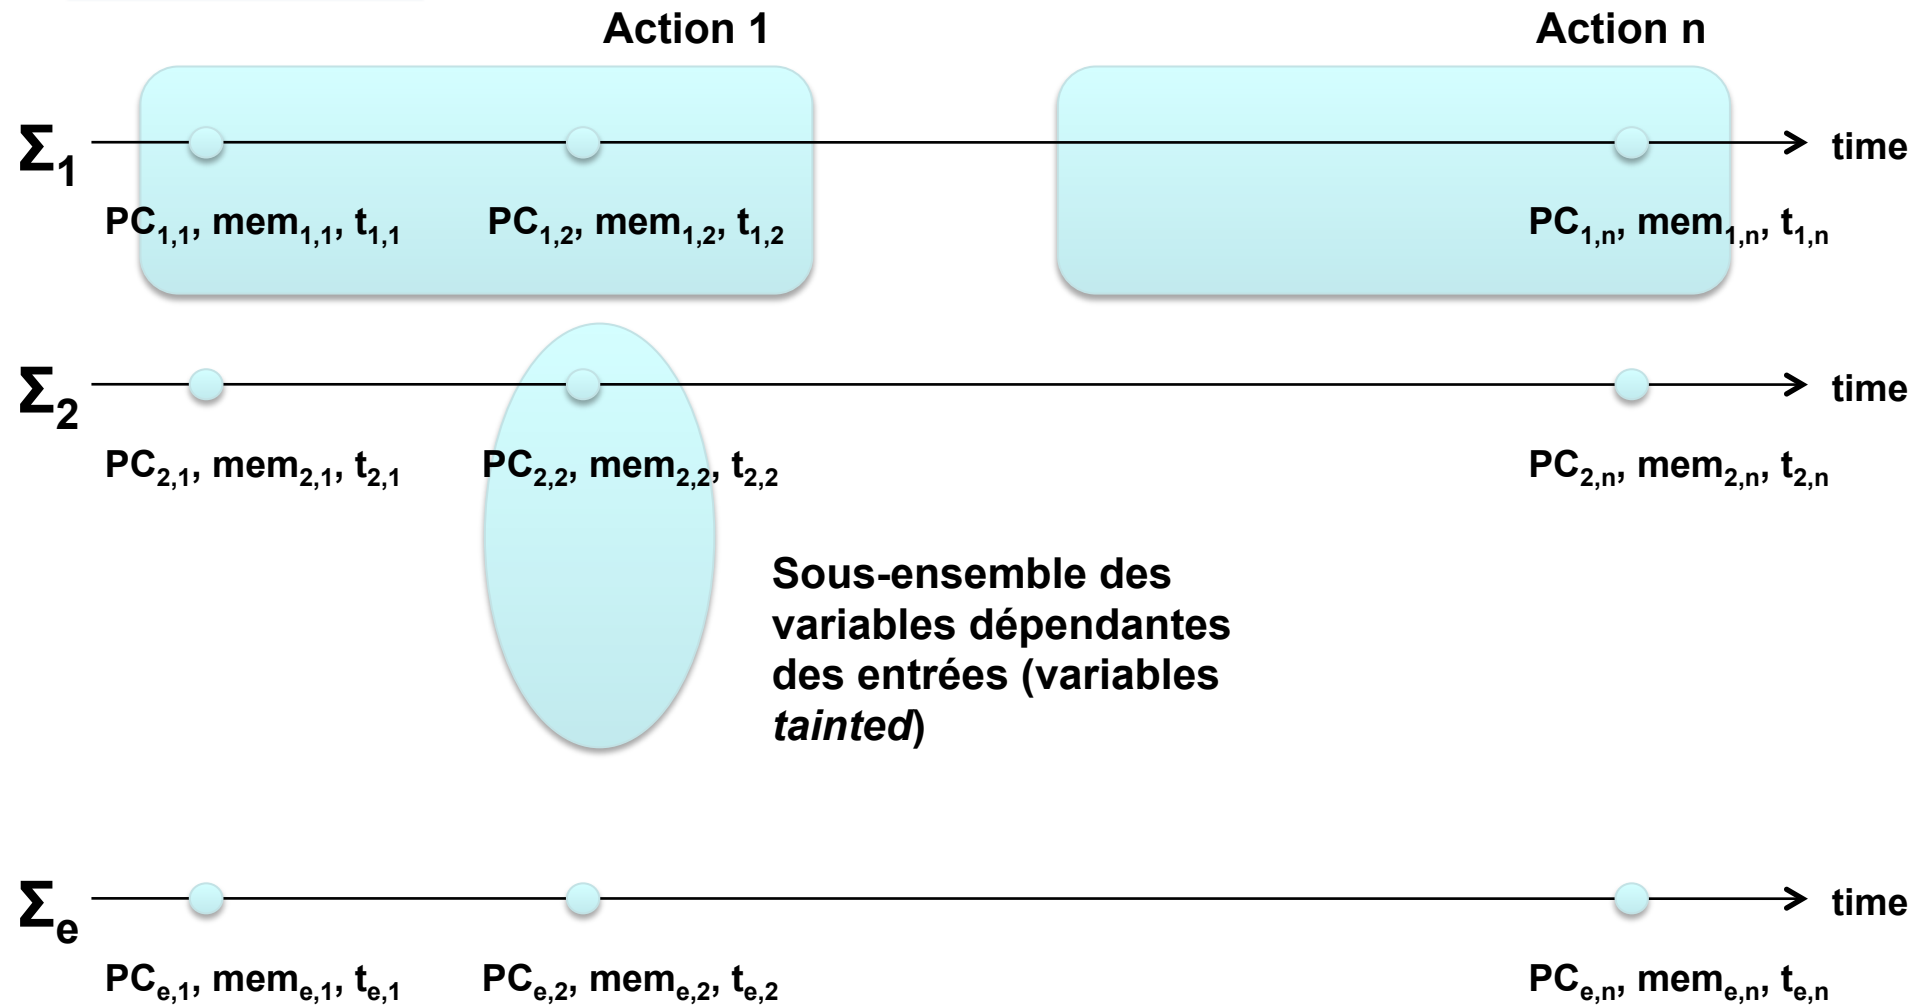 Action 1 Action n
Σ₁ time
PC₁,₁, mem₁,₁, t₁,₁ PC₁,₂, mem₁,₂, t₁,₂ PC₁,ₙ, mem₁,ₙ, t₁,ₙ
Σ₂ time
PC₂,₁, mem₂,₁, t₂,₁ PC₂,₂, mem₂,₂, t₂,₂ PC₂,ₙ, mem₂,ₙ, t₂,ₙ
Sous-ensemble des
variables dépendantes
des entrées (variables
tainted)
Σₑ time
PCₑ,₁, memₑ,₁, tₑ,₁ PCₑ,₂, memₑ,₂, tₑ,₂ PCₑ,ₙ, memₑ,ₙ, tₑ,ₙ